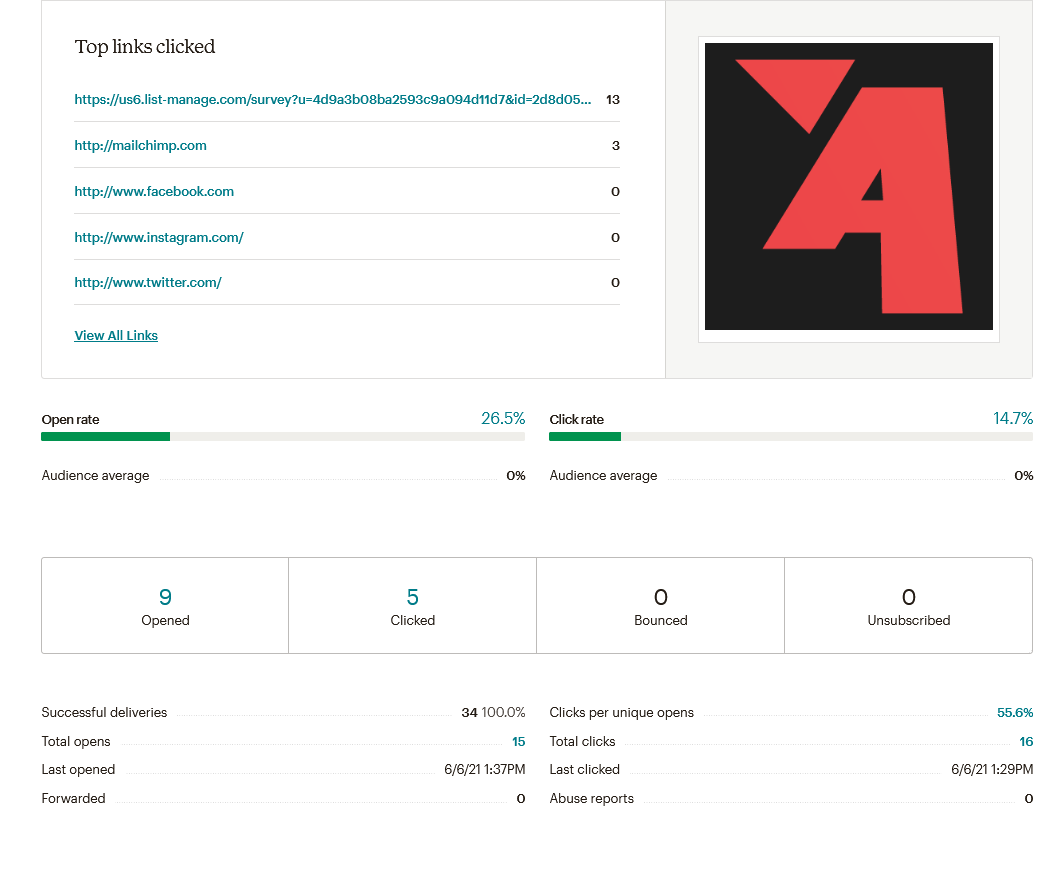 Top links clicked
https://us6.list-manage.com/survey?u=4d9a3b08ba2593c9a094d11d7&id=2d8d05... 13
http://mailchimp.com 3
http://www.facebook.com 0
http://www.instagram.com/ 0
http://www.twitter.com/ 0
View All Links
A
Open rate 26.5%
Click rate 14.7%
Audience average 0%
Audience average 0%
9
Opened
5
Clicked
0
Bounced
0
Unsubscribed
Successful deliveries 34 100.0%
Clicks per unique opens 55.6%
Total opens 15
Total clicks 16
Last opened 6/6/21 1:37PM
Last clicked 6/6/21 1:29PM
Forwarded 0
Abuse reports 0